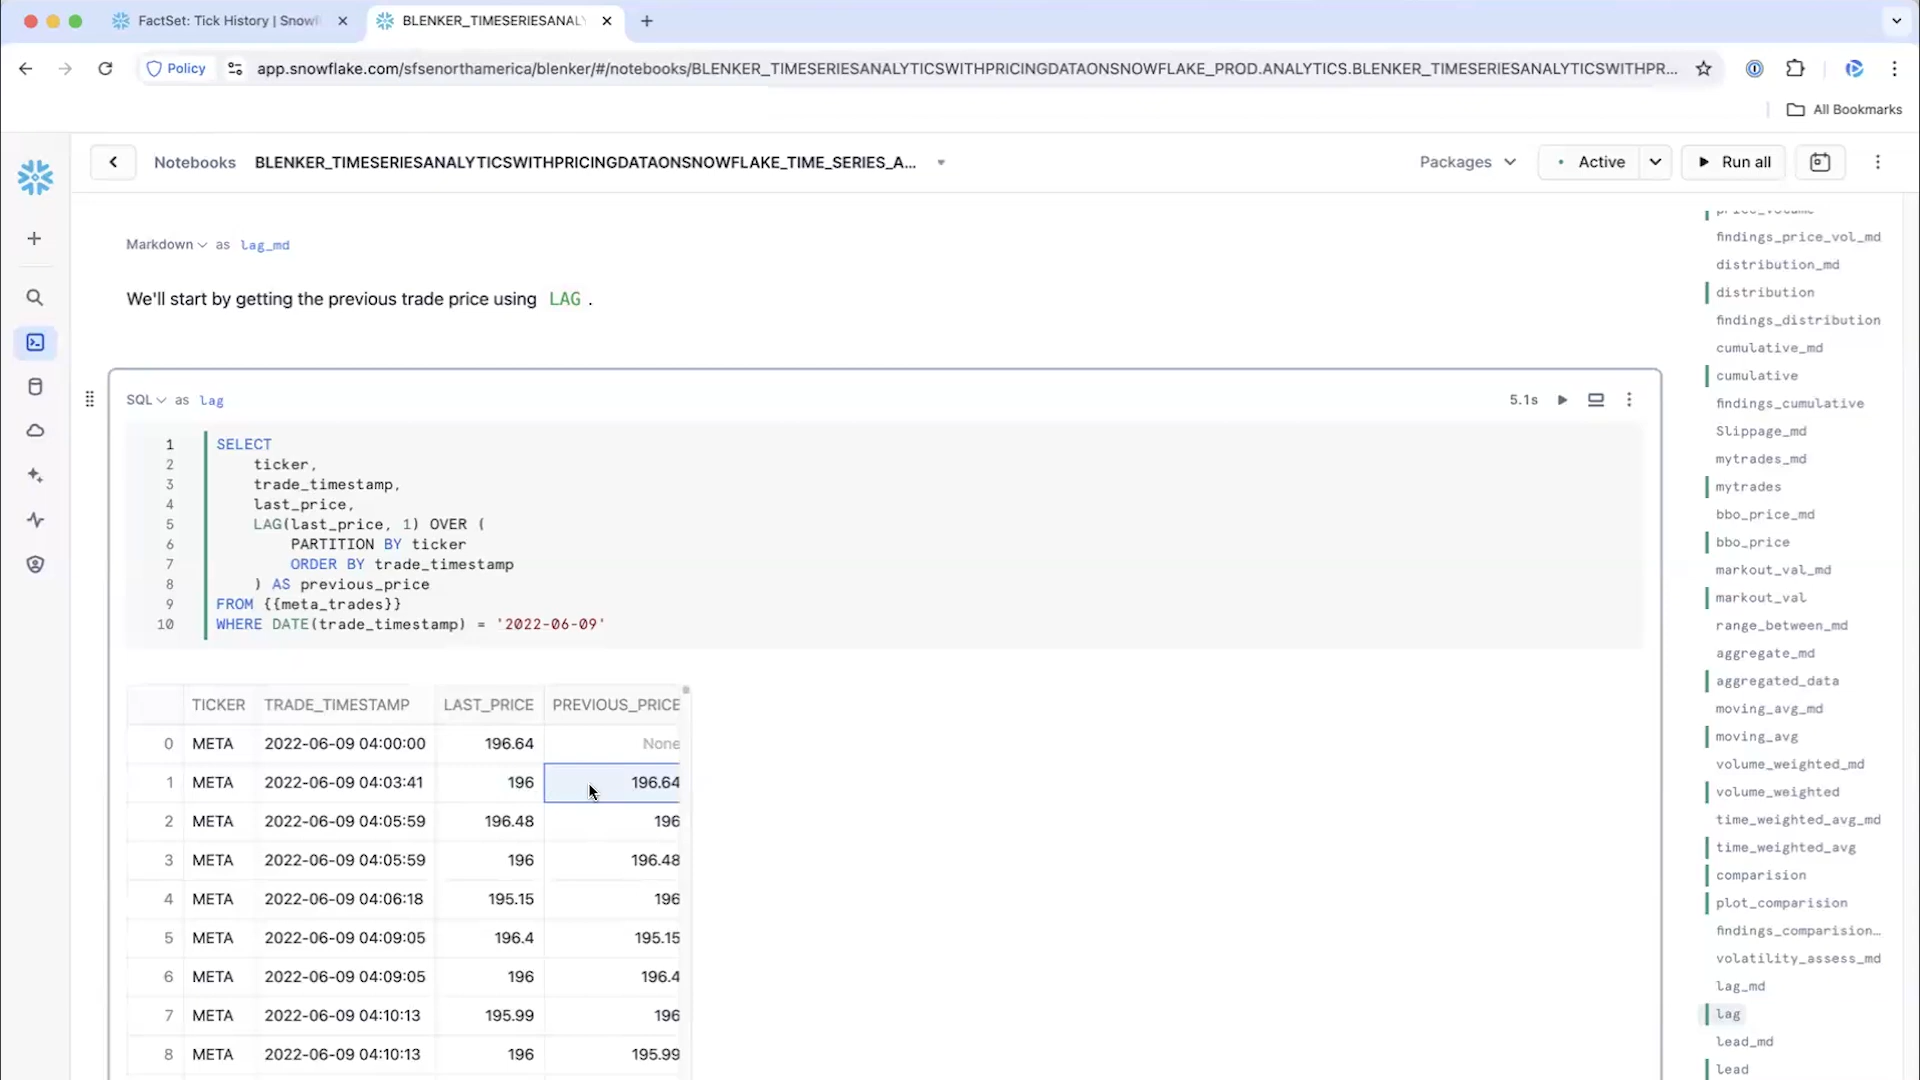 FactSet: Tick History | Snowfl
BLENKER_TIMESERIESANALY
Policy
app.snowflake.com/sfsenorthamerica/blenker/#/notebooks/BLENKER_TIMESERIESANALYTICSWITHPRICINGDATAONSNOWFLAKE_PROD.ANALYTICS.BLENKER_TIMESERIESANALYTICSWITHPR...
All Bookmarks
Notebooks
BLENKER_TIMESERIESANALYTICSWITHPRICINGDATAONSNOWFLAKE_TIME_SERIES_A...
Packages
Active
Run all
Markdown as lag_md
We'll start by getting the previous trade price using LAG .
SQL as lag
5.1s
1 SELECT
2 ticker,
3 trade_timestamp,
4 last_price,
5 LAG(last_price, 1) OVER (
6 PARTITION BY ticker
7 ORDER BY trade_timestamp
8 ) AS previous_price
9 FROM {{meta_trades}}
10 WHERE DATE(trade_timestamp) = '2022-06-09'
TICKER TRADE_TIMESTAMP LAST_PRICE PREVIOUS_PRICE
0 META 2022-06-09 04:00:00 196.64 None
1 META 2022-06-09 04:03:41 196 196.64
2 META 2022-06-09 04:05:59 196.48 196
3 META 2022-06-09 04:05:59 196 196.48
4 META 2022-06-09 04:06:18 195.15 196
5 META 2022-06-09 04:09:05 196.4 195.15
6 META 2022-06-09 04:09:05 196 196.4
7 META 2022-06-09 04:10:13 195.99 196
8 META 2022-06-09 04:10:13 196 195.99
price_volume
findings_price_vol_md
distribution_md
distribution
findings_distribution
cumulative_md
cumulative
findings_cumulative
Slippage_md
mytrades_md
mytrades
bbo_price_md
bbo_price
markout_val_md
markout_val
range_between_md
aggregate_md
aggregated_data
moving_avg_md
moving_avg
volume_weighted_md
volume_weighted
time_weighted_avg_md
time_weighted_avg
comparision
plot_comparision
findings_comparision...
volatility_assess_md
lag_md
lag
lead_md
lead